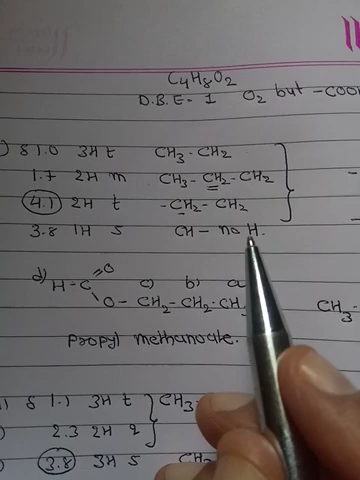 C4H8O2
D.B.E- 1 O2 but -COOH
) δ 1.0 3H t CH3-CH2
1.7 2H m CH3-CH2-CH2
4.1 2H t -CH2-CH2
3.8 1H s CH - no H.
d) H-C=O c) b) a
O-CH2-CH2-CH3 CH3-
Propyl methanoate.
) δ 1.1 3H t CH3-
) 2.3 2H q
) 3.8 3H s